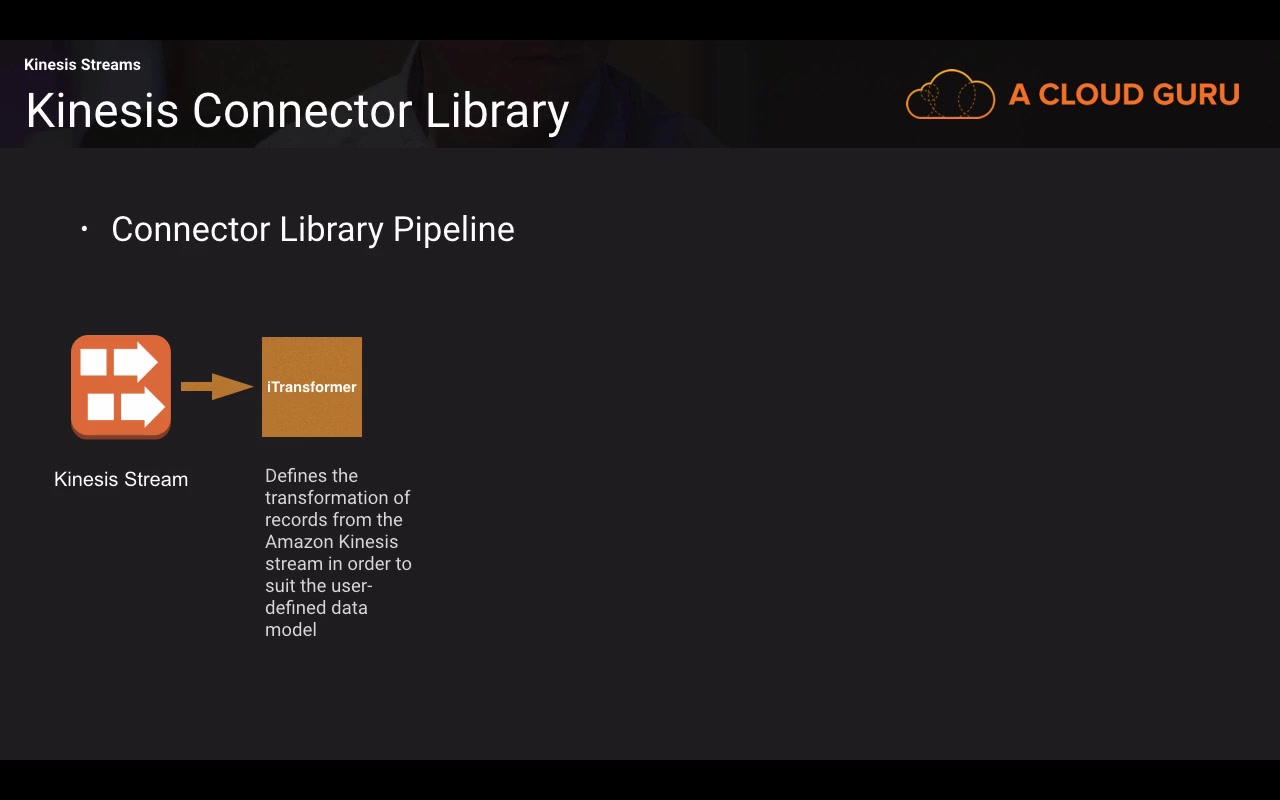 Kinesis Streams
Kinesis Connector Library
A CLOUD GURU
• Connector Library Pipeline
iTransformer
Kinesis Stream
Defines the
transformation of
records from the
Amazon Kinesis
stream in order to
suit the user-
defined data
model